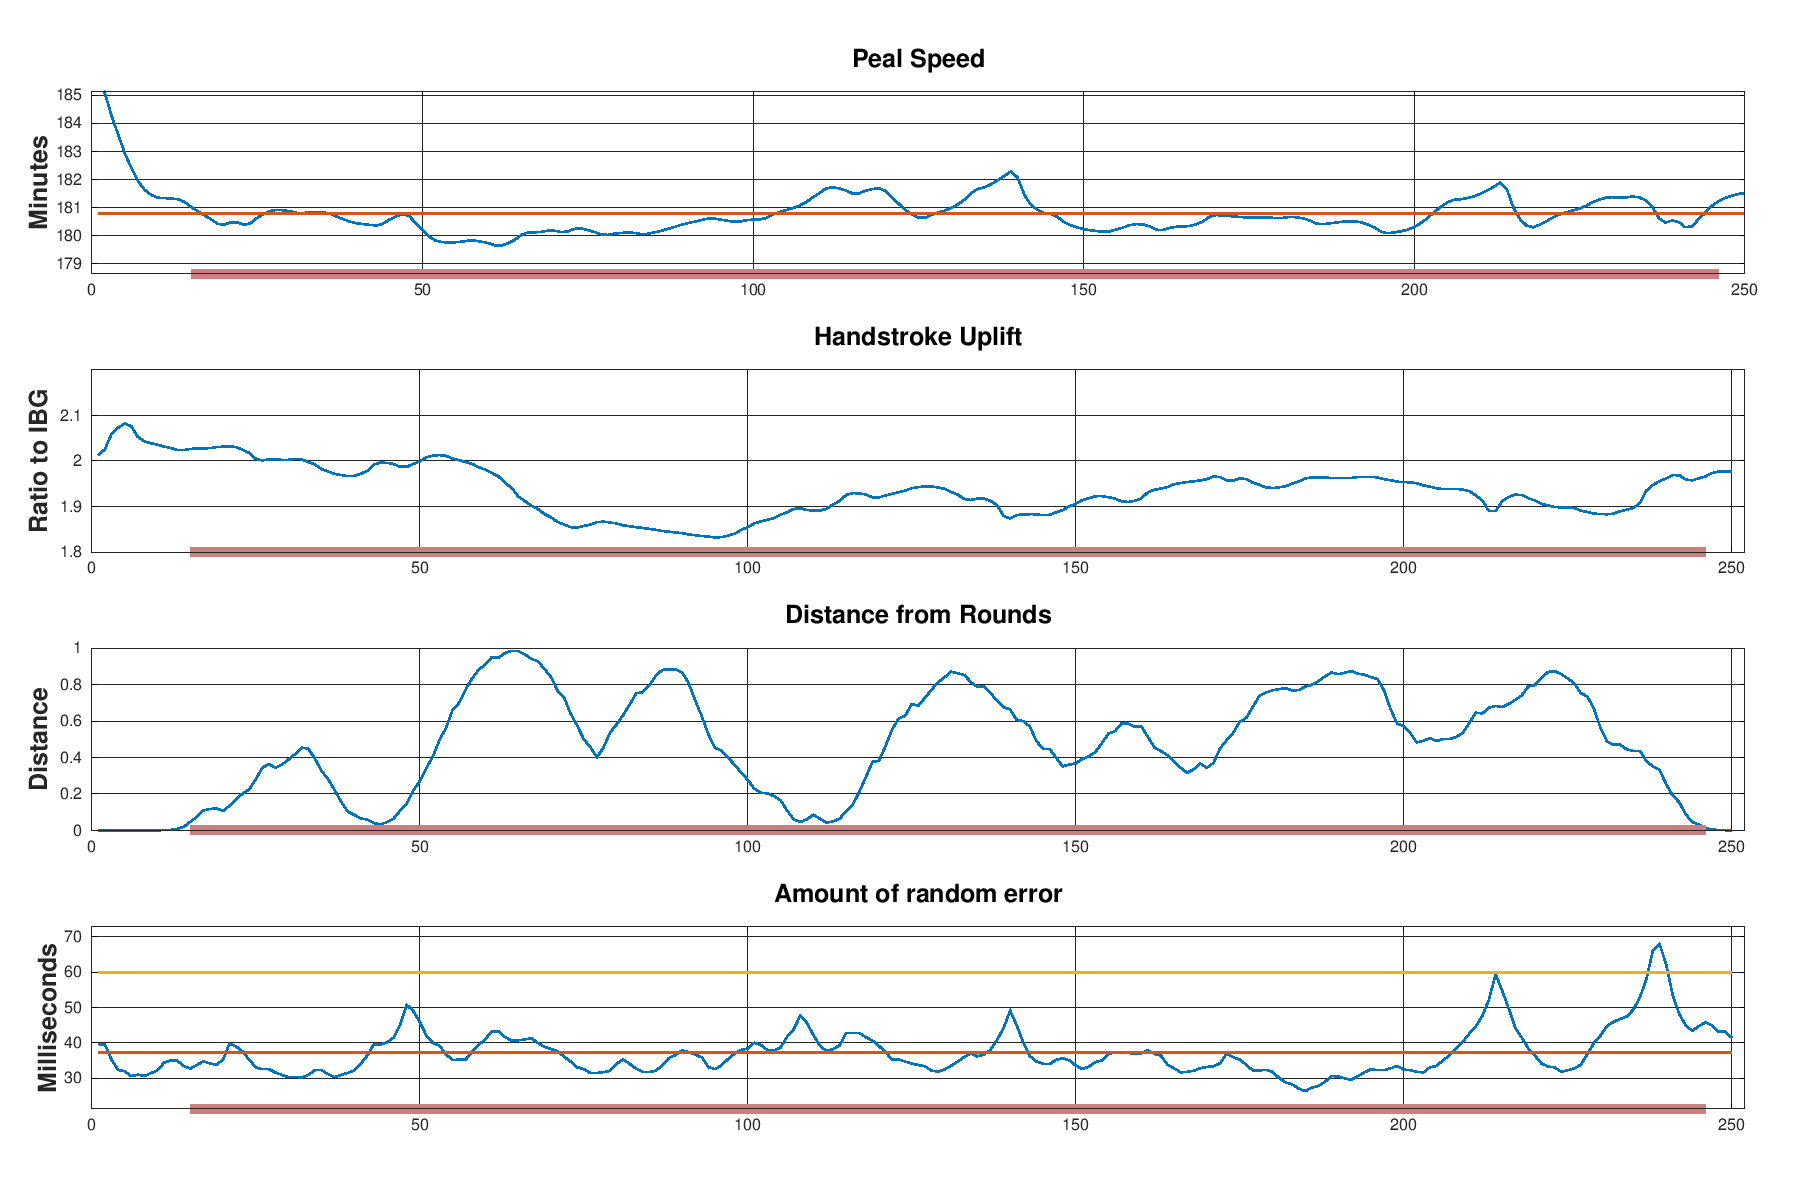 Peal Speed
Minutes
185
184
183
182
181
180
179
0 50 100 150 200 250
Handstroke Uplift
Ratio to IBG
2.1
2
1.9
1.8
0 50 100 150 200 250
Distance from Rounds
Distance
1
0.8
0.6
0.4
0.2
0
0 50 100 150 200 250
Amount of random error
Milliseconds
70
60
50
40
30
0 50 100 150 200 250